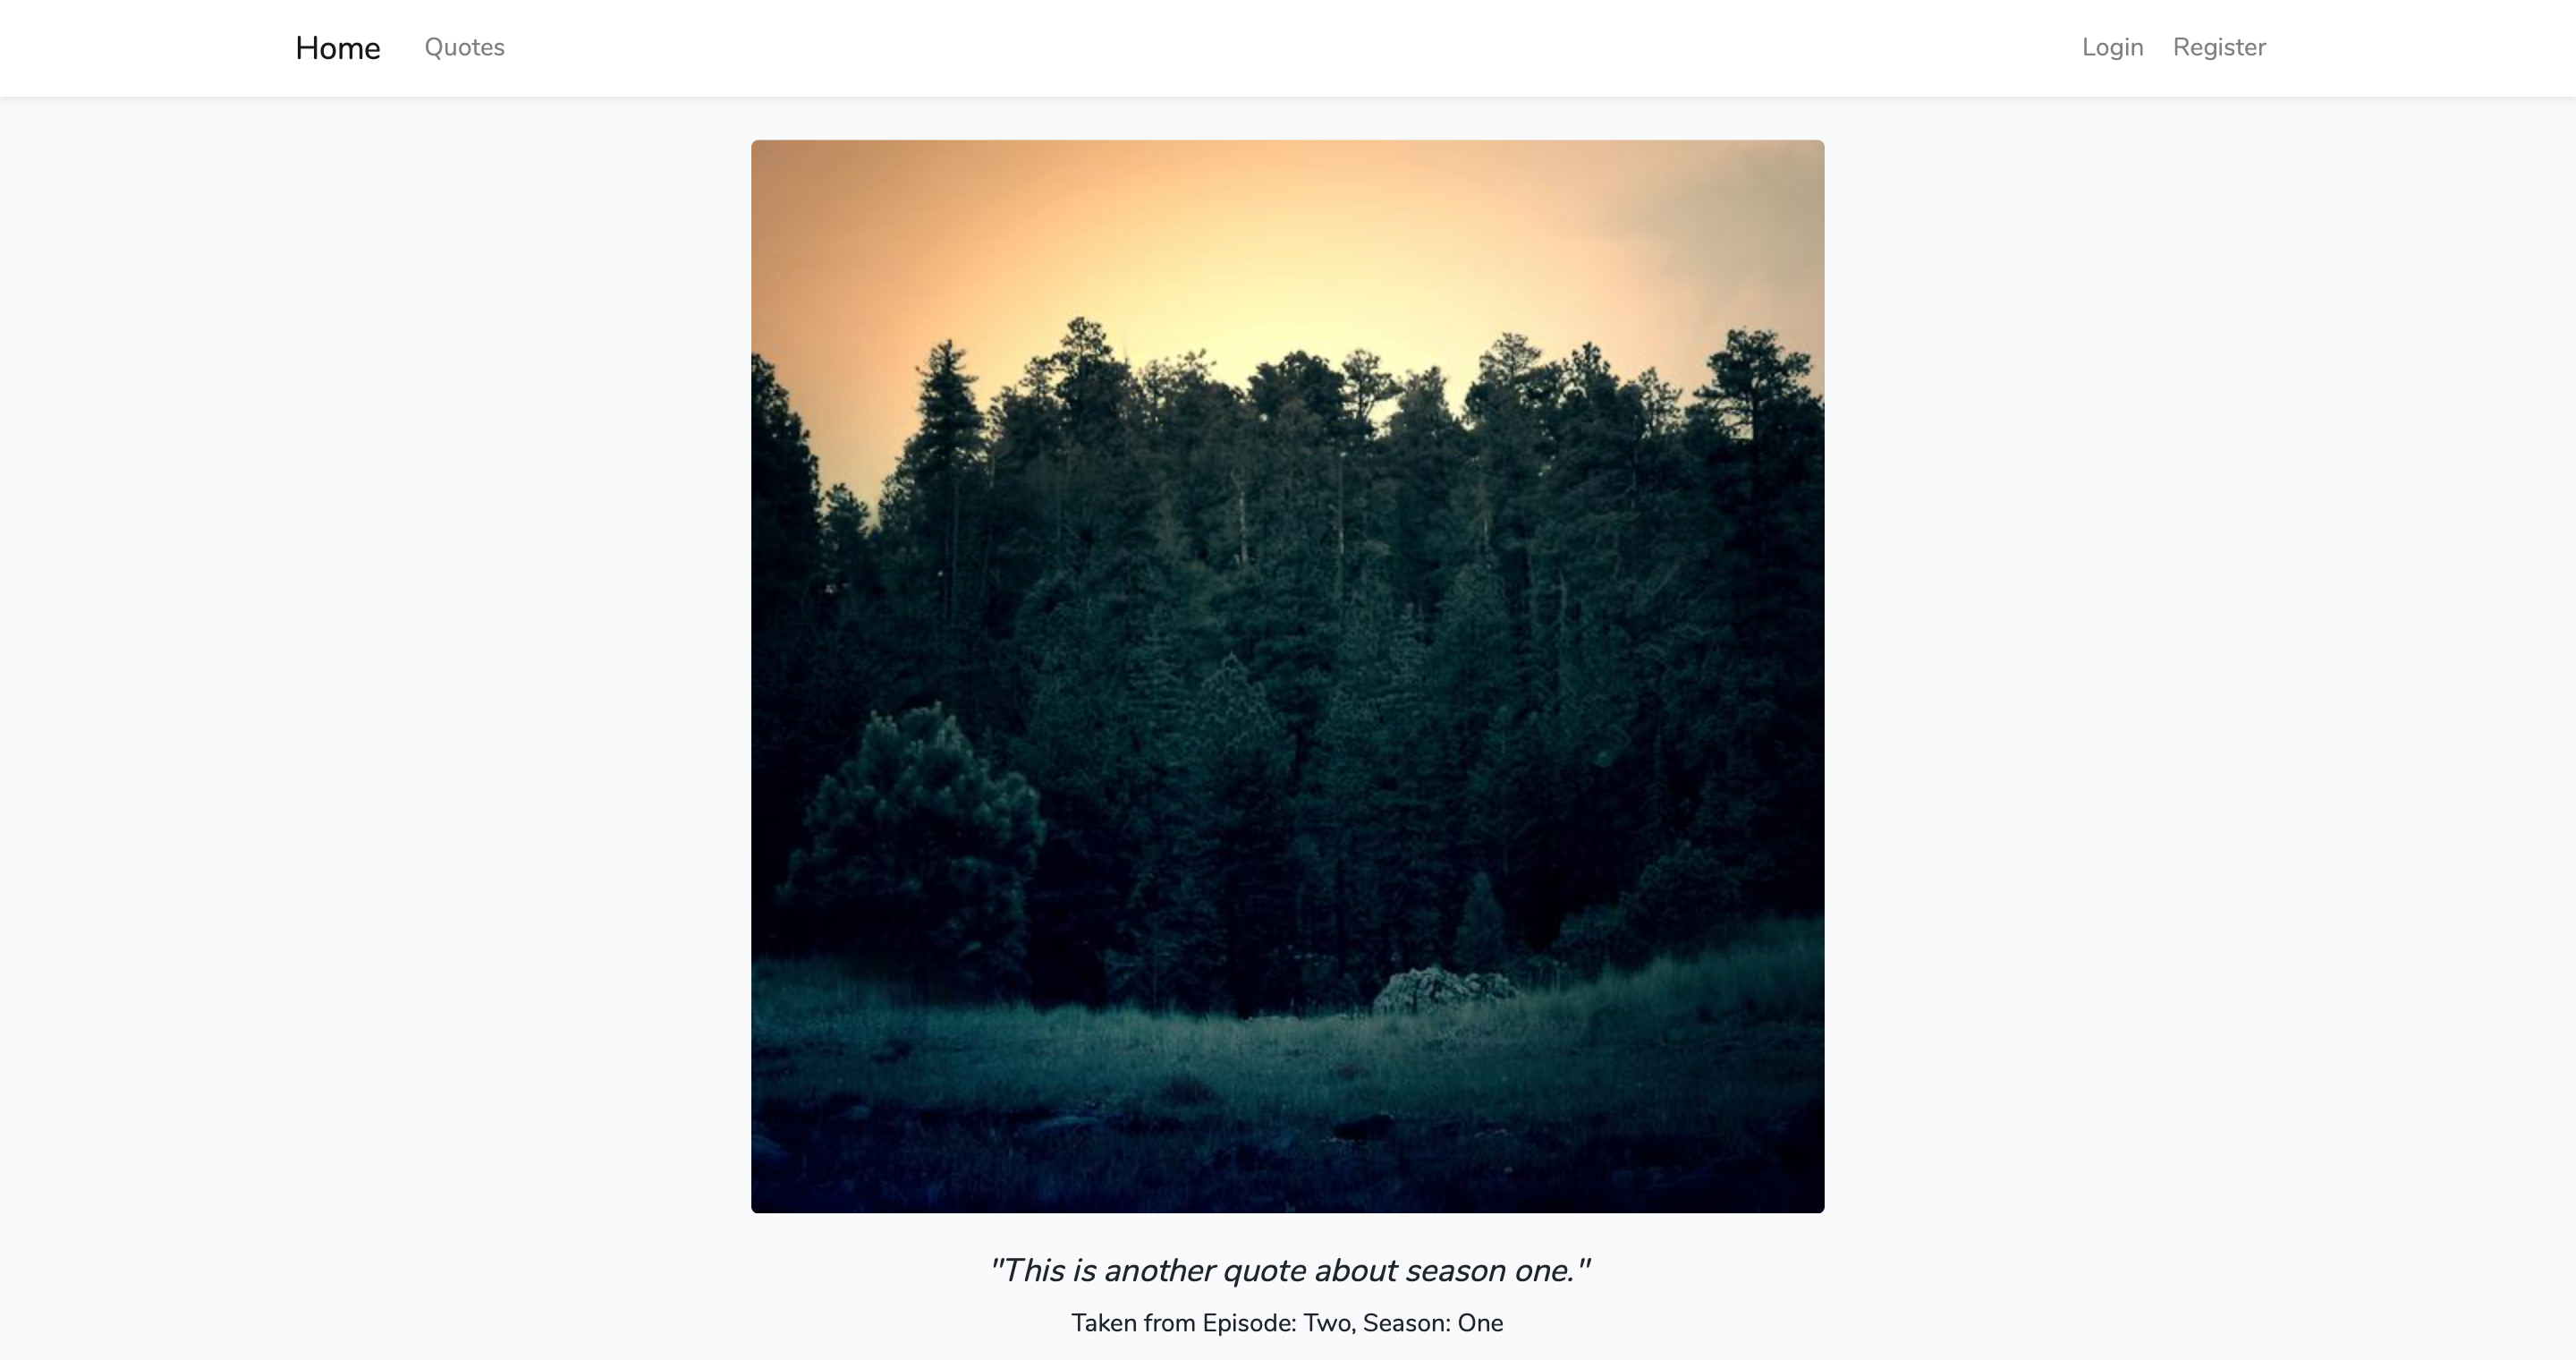 Home Quotes Login Register
"This is another quote about season one."
Taken from Episode: Two, Season: One